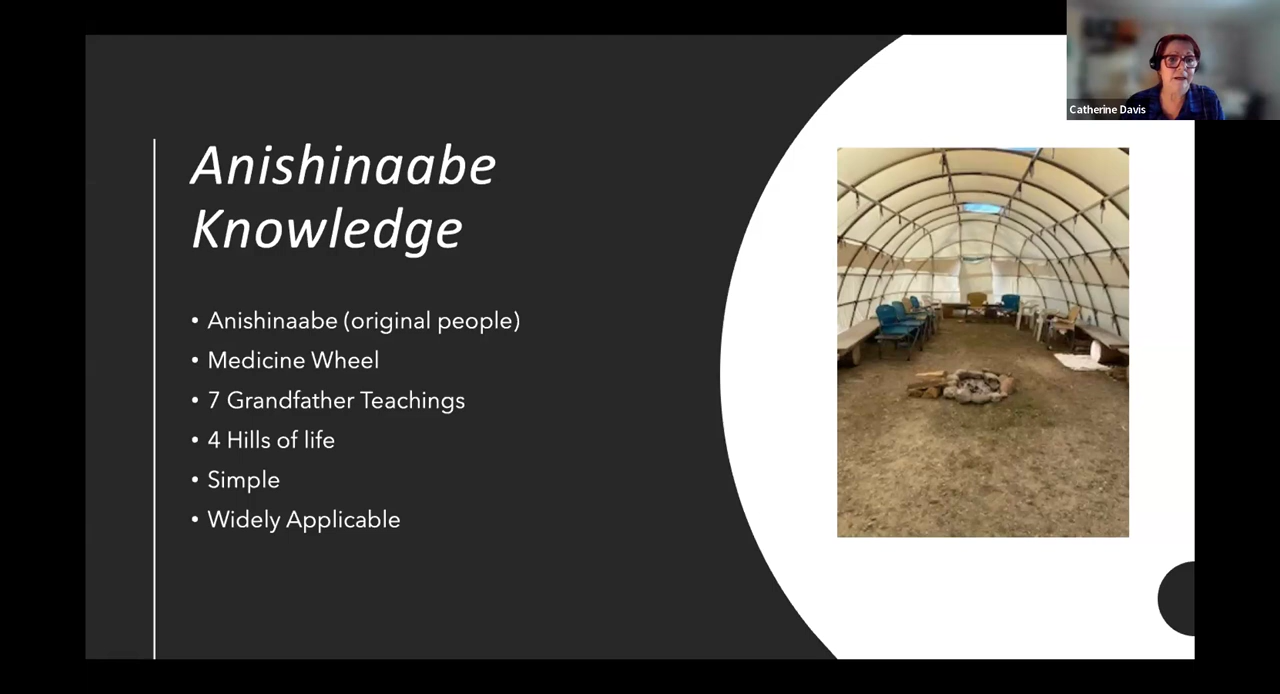 Catherine Davis
Anishinaabe
Knowledge
• Anishinaabe (original people)
• Medicine Wheel
• 7 Grandfather Teachings
• 4 Hills of life
• Simple
• Widely Applicable